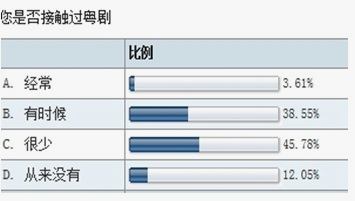 您是否接触过粤剧
比例
A. 经常 3.61%
B. 有时候 38.55%
C. 很少 45.78%
D. 从来没有 12.05%